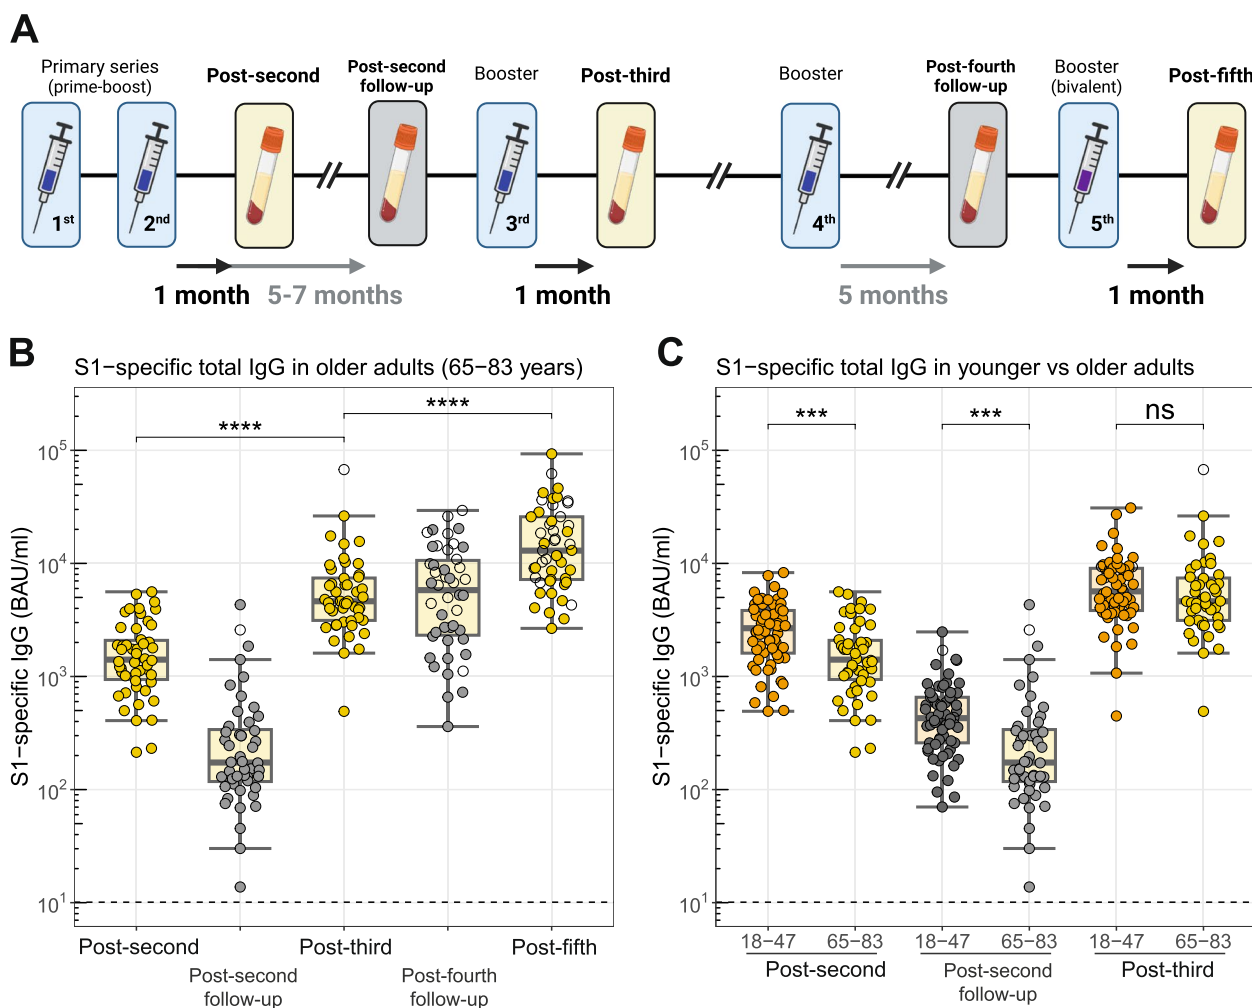 A
Primary series
(prime-boost)
Post-second
Post-second
follow-up
Booster
Post-third
Booster
Post-fourth
follow-up
Booster
(bivalent)
Post-fifth
1st
2nd
3rd
4th
5th
1 month
5-7 months
1 month
5 months
1 month
B
S1−specific total IgG in older adults (65−83 years)
S1−specific IgG (BAU/ml)
****
****
10^5
10^4
10^3
10^2
10^1
Post-second
Post-second
follow-up
Post-third
Post-fourth
follow-up
Post-fifth
C
S1−specific total IgG in younger vs older adults
S1−specific IgG (BAU/ml)
***
***
ns
10^5
10^4
10^3
10^2
10^1
18−47
65−83
18−47
65−83
18−47
65−83
Post-second
Post-second
follow-up
Post-third